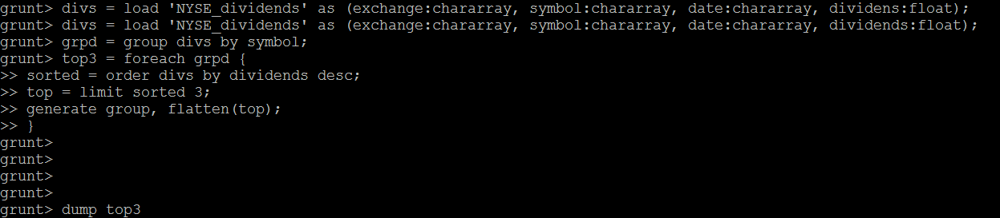 grunt> divs = load 'NYSE_dividends' as (exchange:chararray, symbol:chararray, date:chararray, dividens:float);
grunt> divs = load 'NYSE_dividends' as (exchange:chararray, symbol:chararray, date:chararray, dividends:float);
grunt> grpd = group divs by symbol;
grunt> top3 = foreach grpd {
>> sorted = order divs by dividends desc;
>> top = limit sorted 3;
>> generate group, flatten(top);
>> }
grunt>
grunt>
grunt>
grunt>
grunt> dump top3